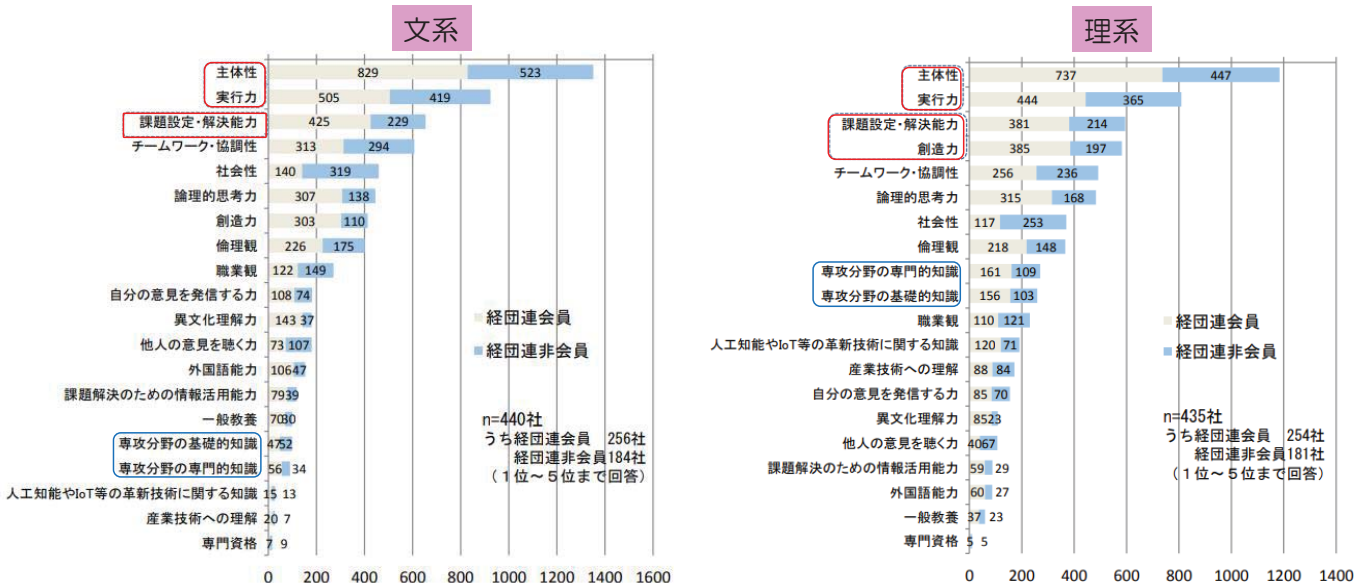 文系
主体性 829 523
実行力 505 419
課題設定・解決能力 425 229
チームワーク・協調性 313 294
社会性 140 319
論理的思考力 307 138
創造力 303 110
倫理観 226 175
職業観 122 149
自分の意見を発信する力 108 74
異文化理解力 143 37
他人の意見を聴く力 73 107
外国語能力 106 47
課題解決のための情報活用能力 79 39
一般教養 70 30
専攻分野の基礎的知識 47 52
専攻分野の専門的知識 56 34
人工知能やIoT等の革新技術に関する知識 15 13
産業技術への理解 20 7
専門資格 7 9
0 200 400 600 800 1000 1200 1400 1600
経団連会員
経団連非会員
n=440社
うち経団連会員 256社
経団連非会員184社
（１位～５位まで回答）
理系
主体性 737 447
実行力 444 365
課題設定・解決能力 381 214
創造力 385 197
チームワーク・協調性 256 236
論理的思考力 315 168
社会性 117 253
倫理観 218 148
専攻分野の専門的知識 161 109
専攻分野の基礎的知識 156 103
職業観 110 121
人工知能やIoT等の革新技術に関する知識 120 71
産業技術への理解 88 84
自分の意見を発信する力 85 70
異文化理解力 85 23
他人の意見を聴く力 40 67
課題解決のための情報活用能力 59 29
外国語能力 60 27
一般教養 37 23
専門資格 5 5
0 200 400 600 800 1000 1200 1400
経団連会員
経団連非会員
n=435社
うち経団連会員 254社
経団連非会員181社
（１位～５位まで回答）